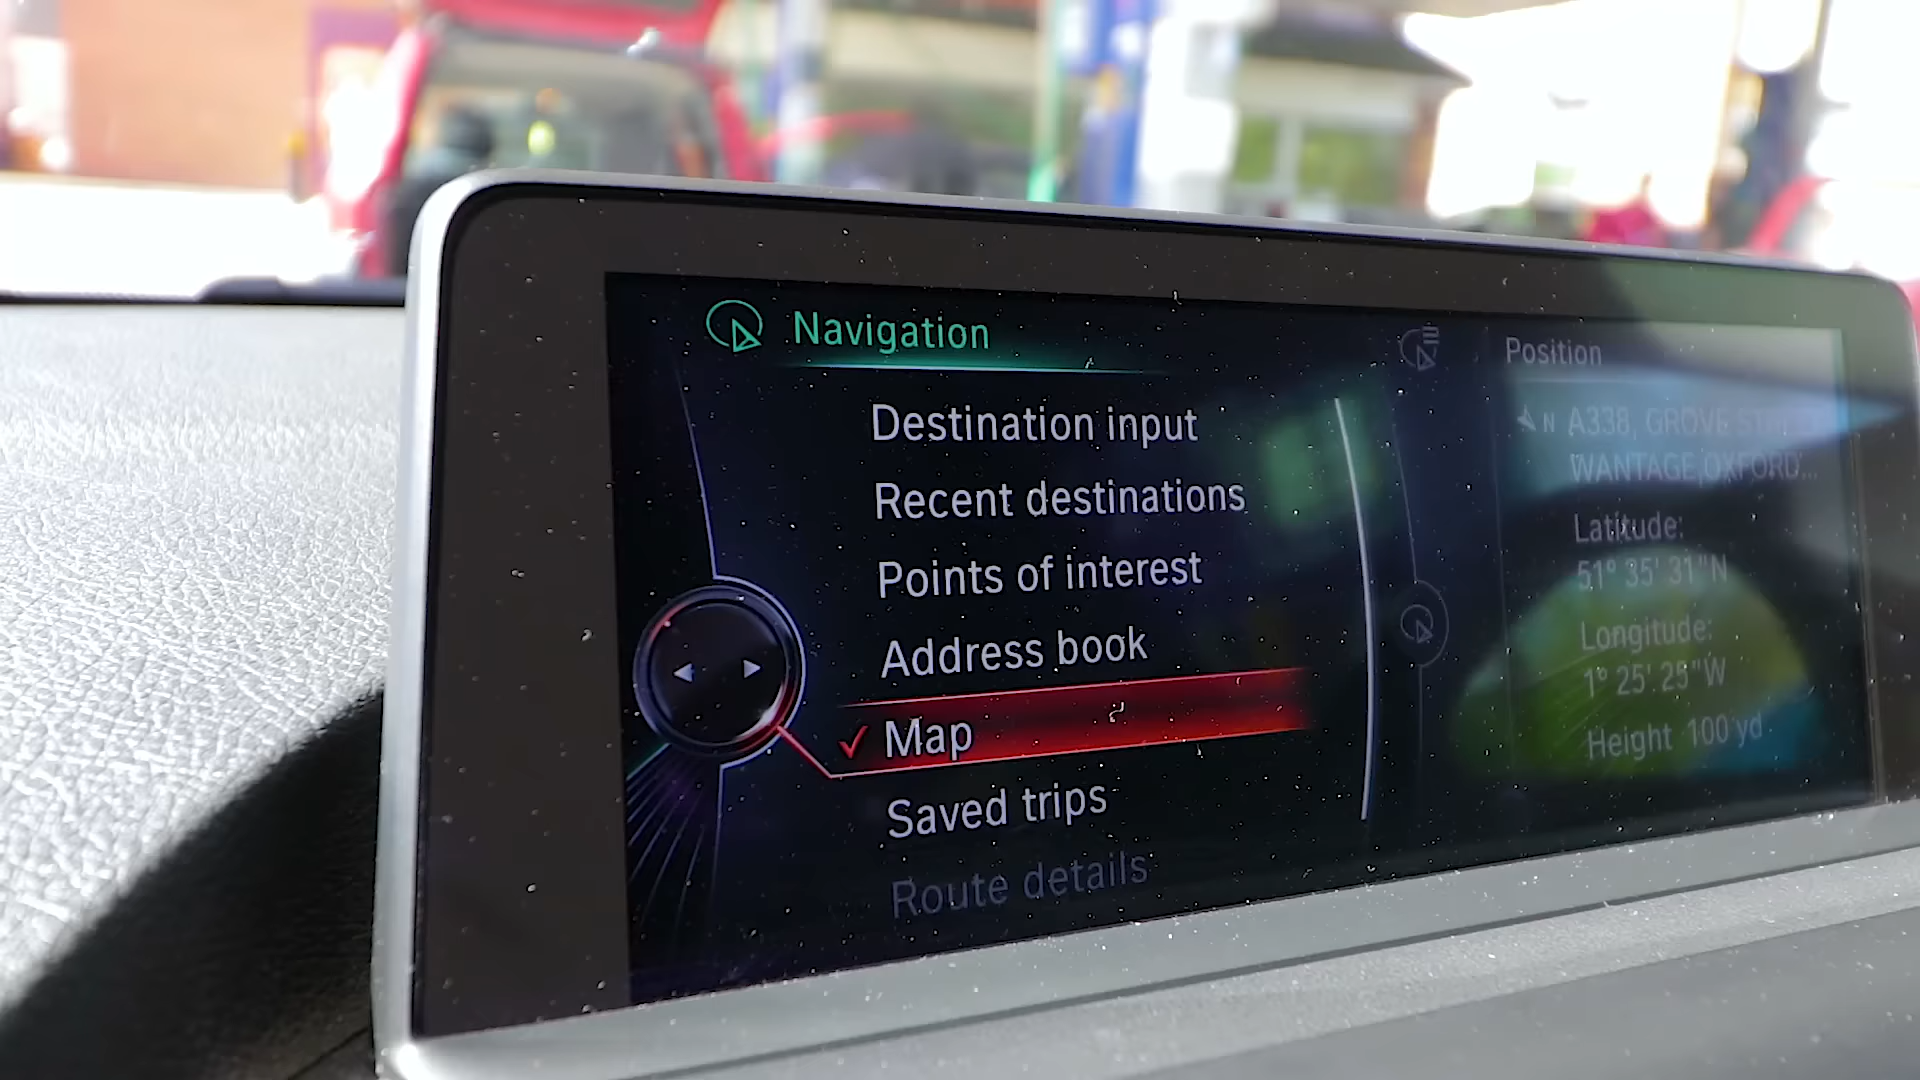 Navigation
Destination input
Recent destinations
Points of interest
Address book
Map
Saved trips
Route details
Position
N A338, GROVE
WANTAGE,OXFORD...
Latitude:
51° 35' 31"N
Longitude:
1° 25' 25"W
Height 100 yd